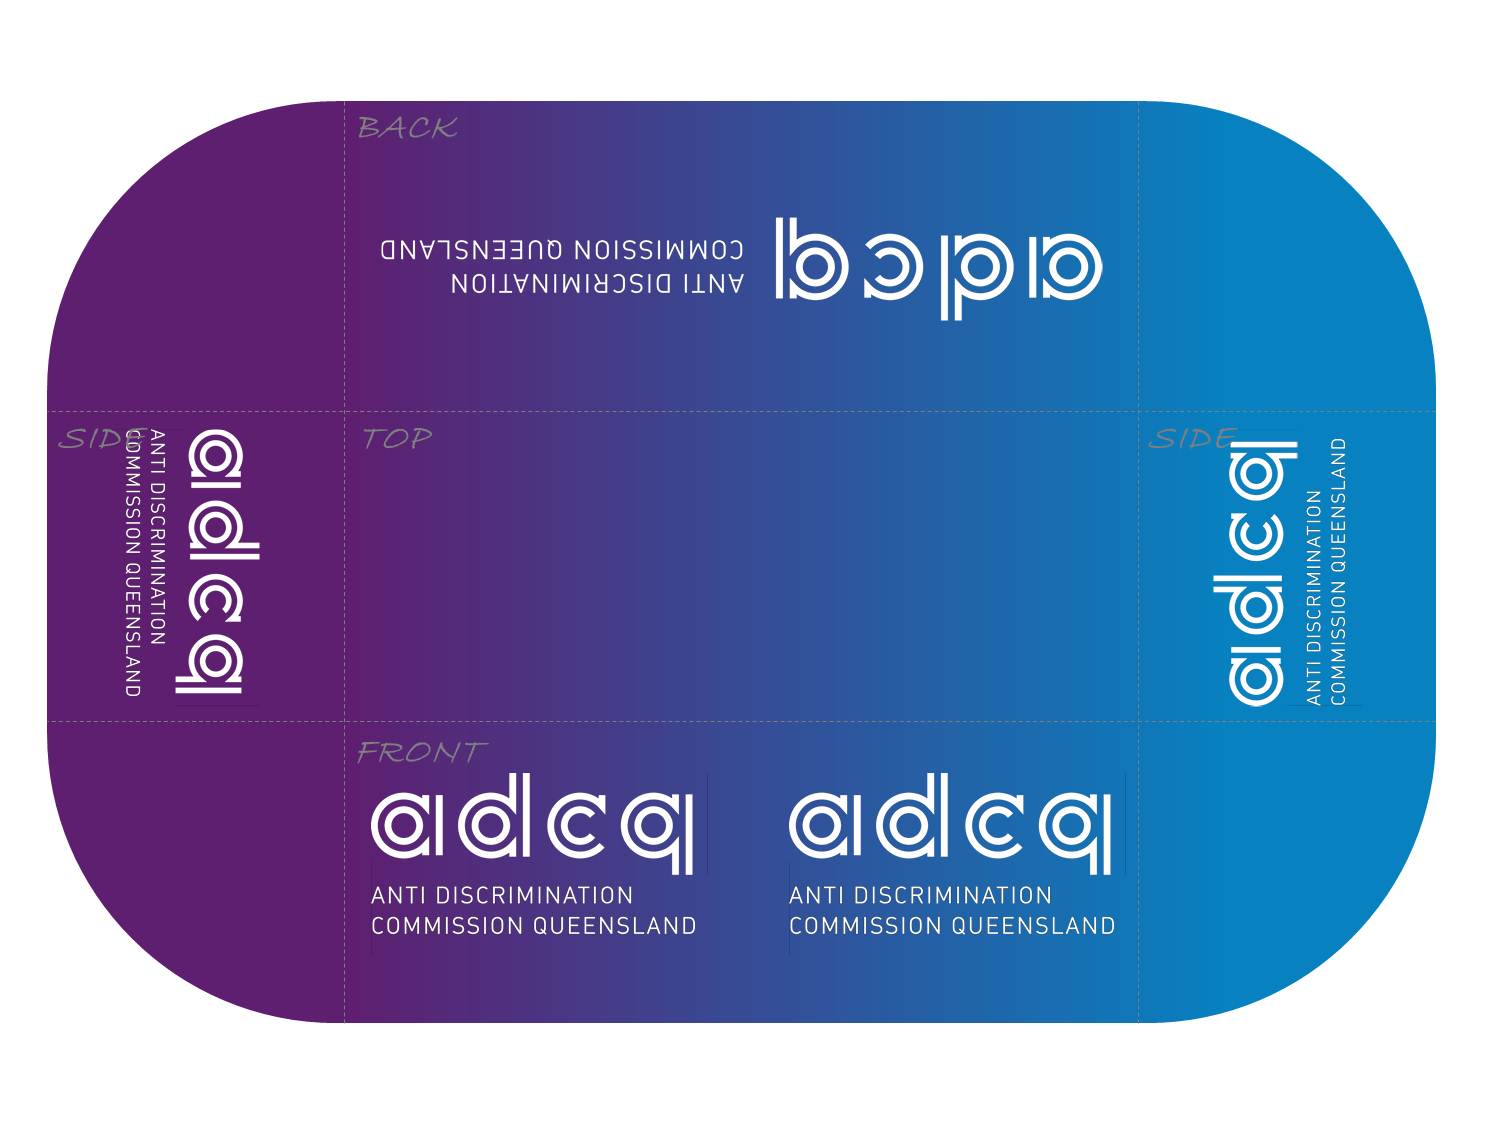 BACK
adcq
ANTI DISCRIMINATION
COMMISSION QUEENSLAND
SIDE
adcq
ANTI DISCRIMINATION
COMMISSION QUEENSLAND
TOP
SIDE
adcq
ANTI DISCRIMINATION
COMMISSION QUEENSLAND
FRONT
adcq
ANTI DISCRIMINATION
COMMISSION QUEENSLAND
adcq
ANTI DISCRIMINATION
COMMISSION QUEENSLAND